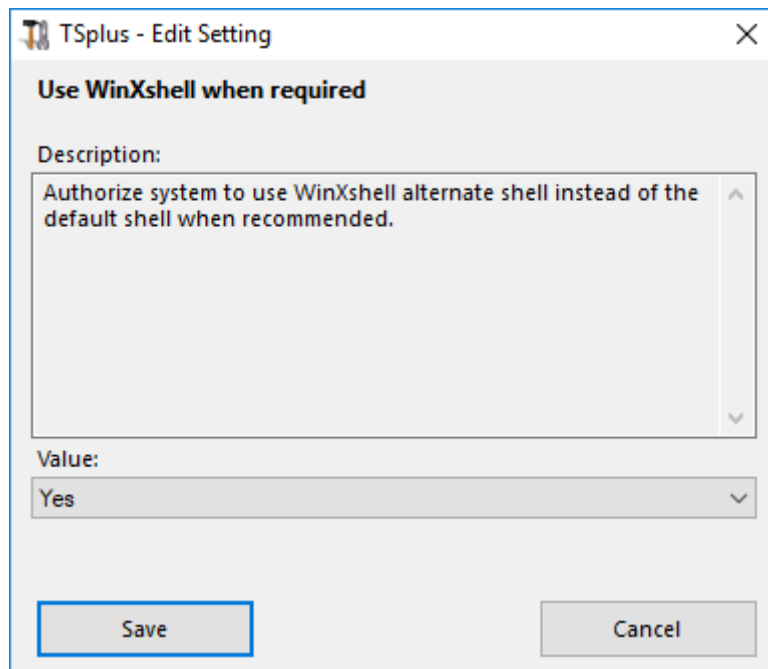 TSplus - Edit Setting
Use WinXshell when required
Description:
Authorize system to use WinXshell alternate shell instead of the
default shell when recommended.
Value:
Yes
Save
Cancel